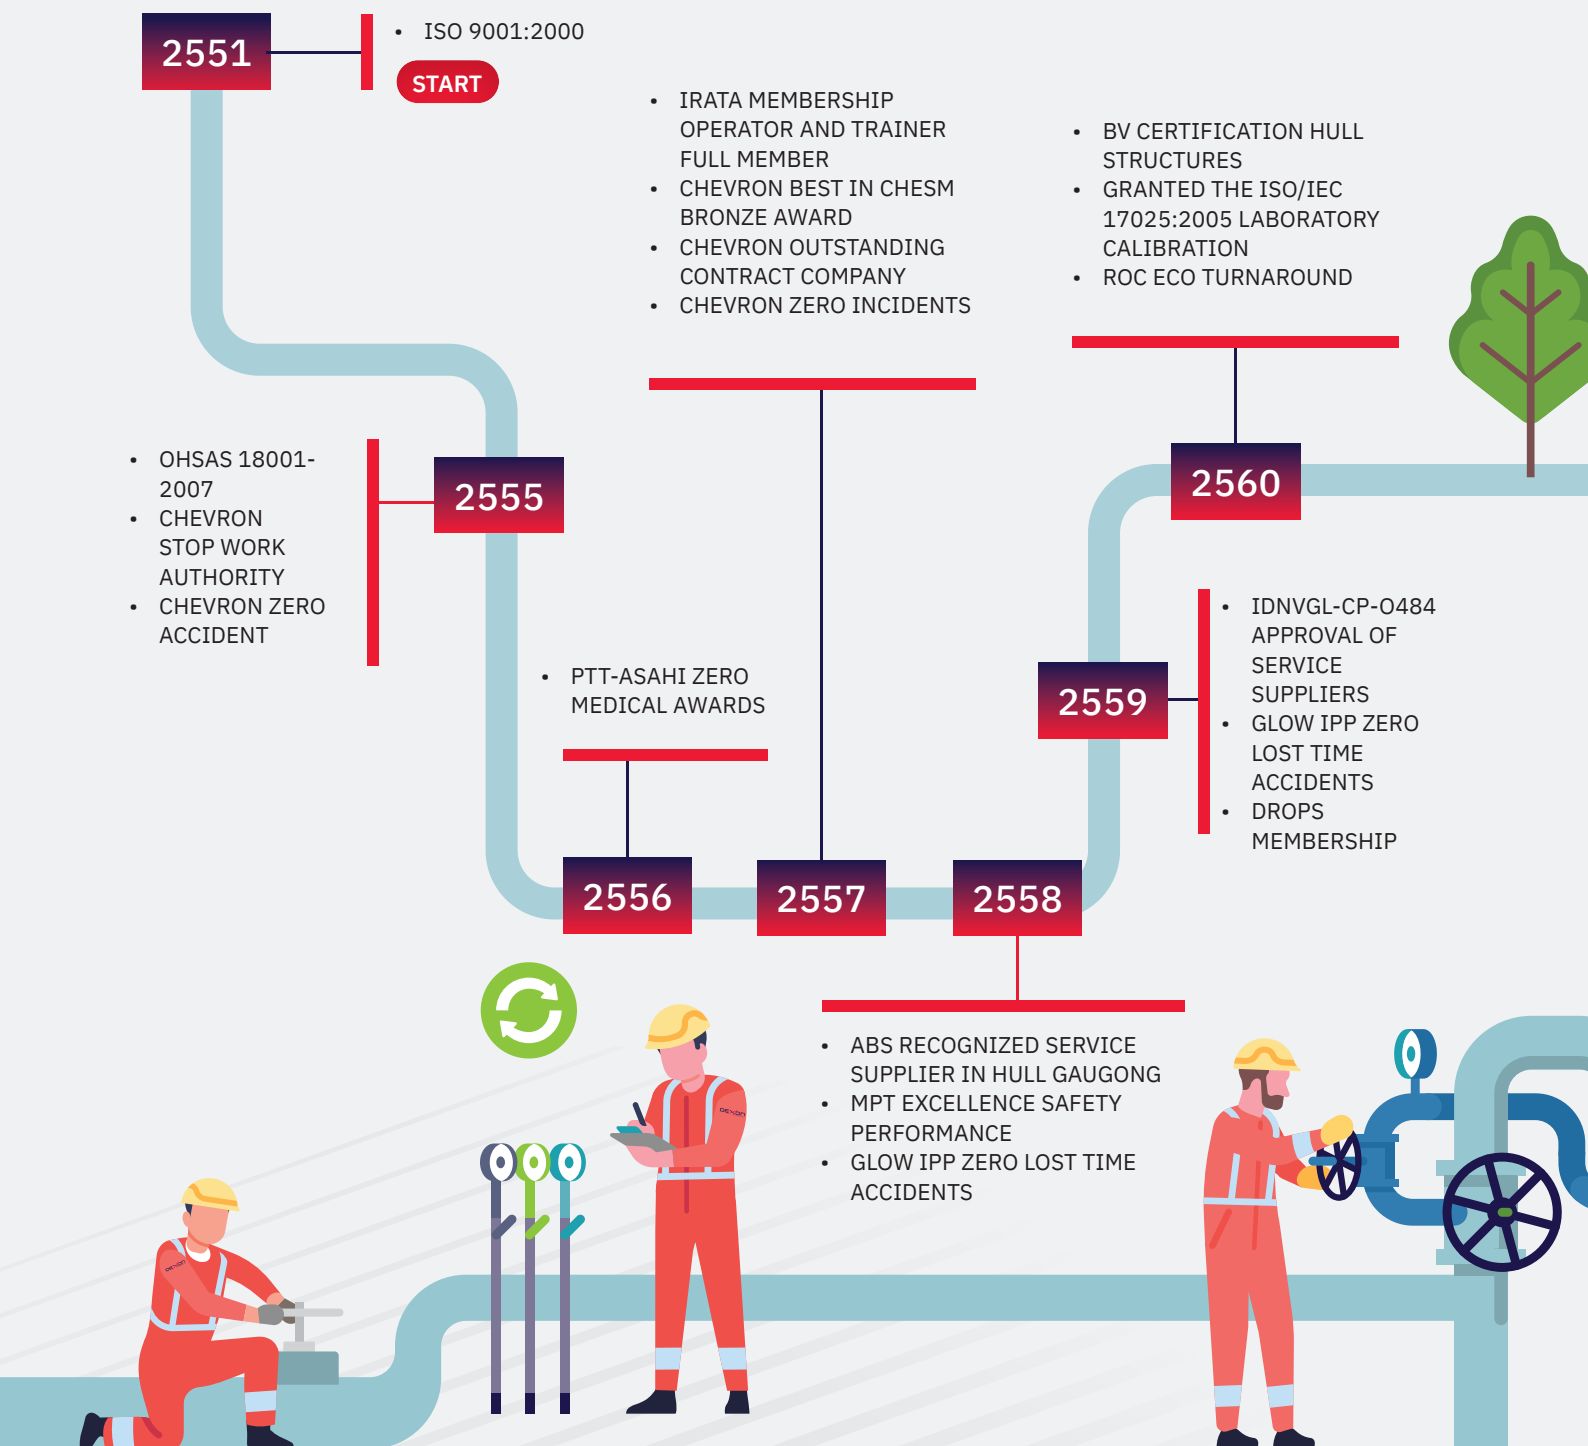 2551
• ISO 9001:2000
START
• IRATA MEMBERSHIP
OPERATOR AND TRAINER
FULL MEMBER
• CHEVRON BEST IN CHESM
BRONZE AWARD
• CHEVRON OUTSTANDING
CONTRACT COMPANY
• CHEVRON ZERO INCIDENTS
• BV CERTIFICATION HULL
STRUCTURES
• GRANTED THE ISO/IEC
17025:2005 LABORATORY
CALIBRATION
• ROC ECO TURNAROUND
• OHSAS 18001-
2007
• CHEVRON
STOP WORK
AUTHORITY
• CHEVRON ZERO
ACCIDENT
2555
2560
• PTT-ASAHI ZERO
MEDICAL AWARDS
2559
• IDNVGL-CP-O484
APPROVAL OF
SERVICE
SUPPLIERS
• GLOW IPP ZERO
LOST TIME
ACCIDENTS
• DROPS
MEMBERSHIP
2556
2557
2558
• ABS RECOGNIZED SERVICE
SUPPLIER IN HULL GAUGONG
• MPT EXCELLENCE SAFETY
PERFORMANCE
• GLOW IPP ZERO LOST TIME
ACCIDENTS
DEXON
DEXON